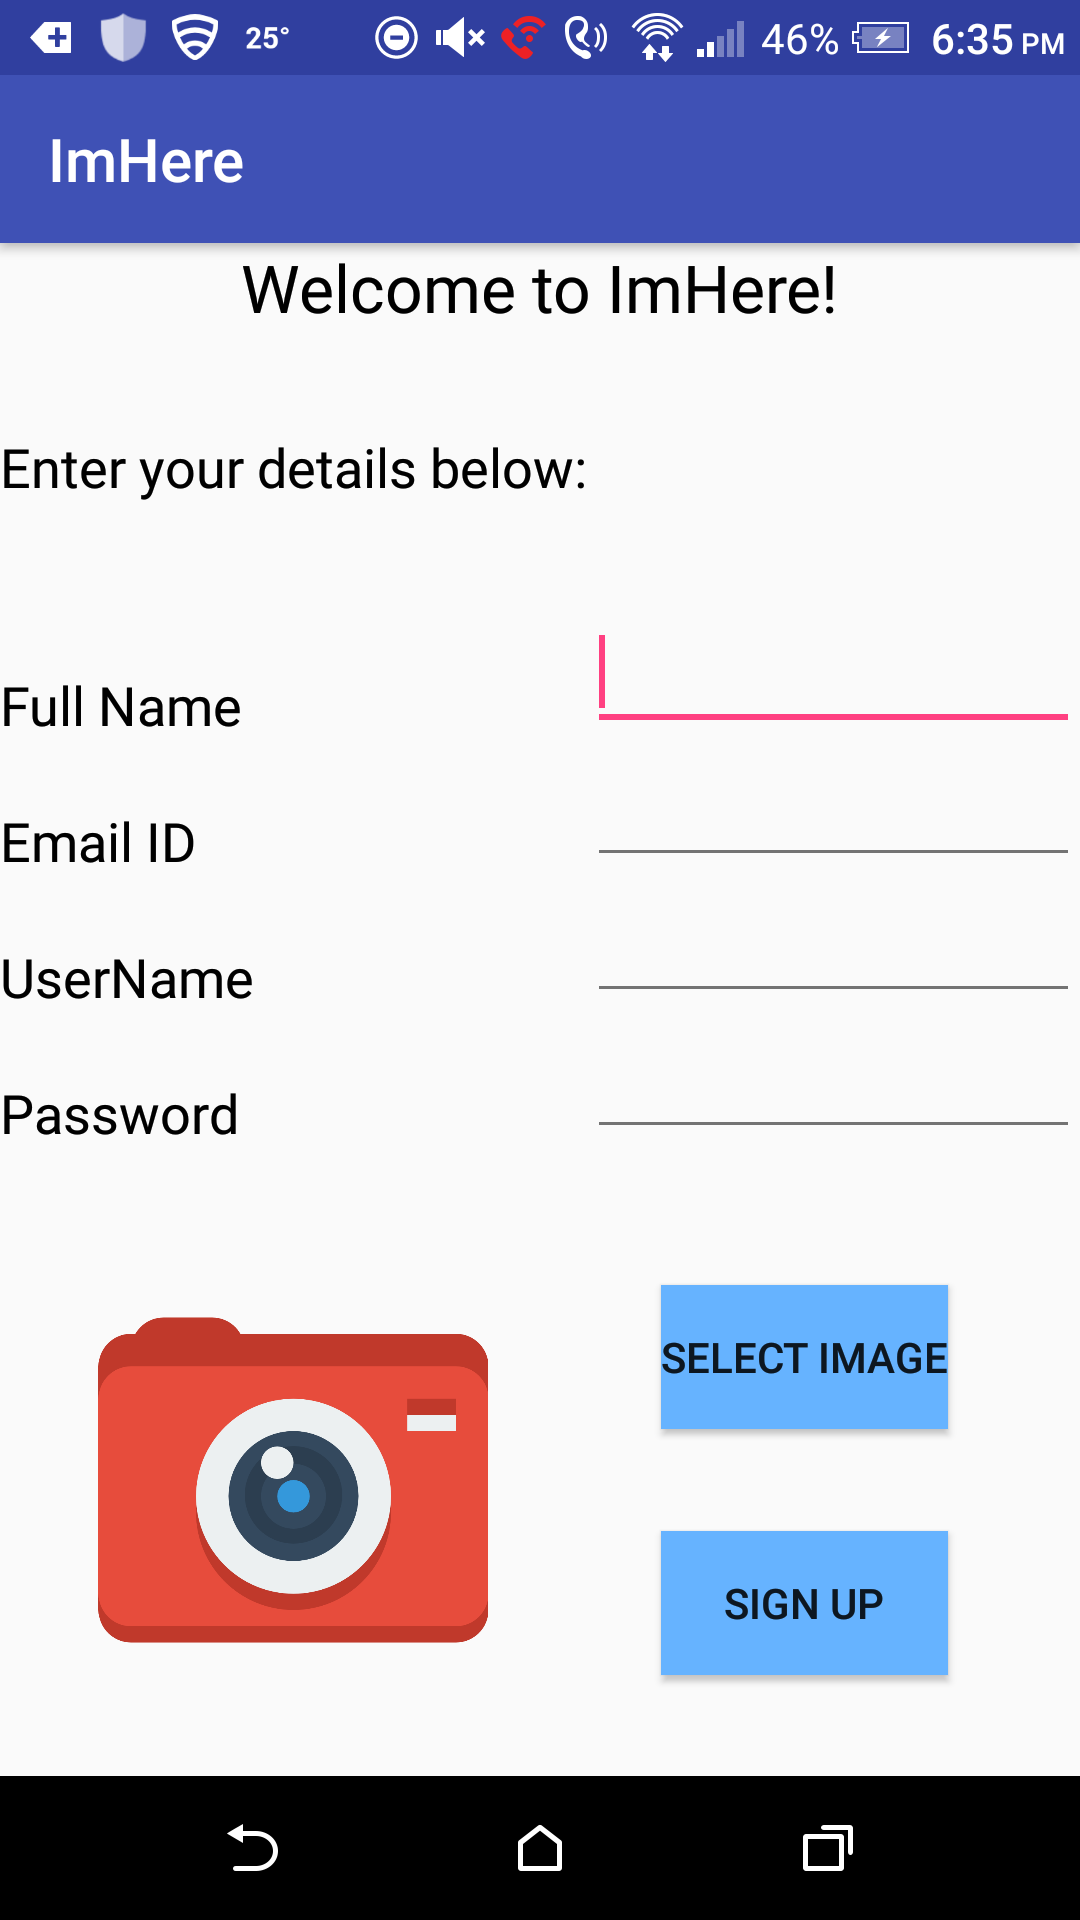 25° 46% 6:35 PM
ImHere
Welcome to ImHere!
Enter your details below:
Full Name
Email ID
UserName
Password
SELECT IMAGE
SIGN UP